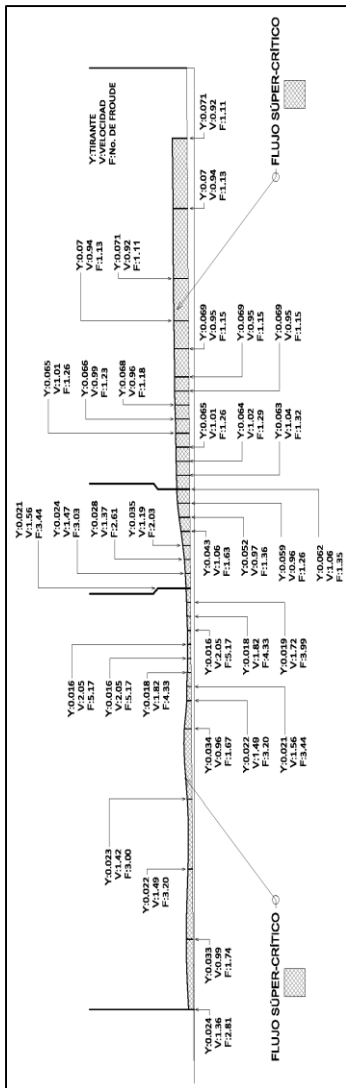 Y:TIRANTE
V:VELOCIDAD
F:No. DE FROUDE
FLUJO SÚPER-CRÍTICO
Y:0.071
V:0.92
F:1.11
Y:0.07
V:0.94
F:1.13
Y:0.071
V:0.92
F:1.11
Y:0.07
V:0.94
F:1.13
Y:0.069
V:0.95
F:1.15
Y:0.069
V:0.95
F:1.15
Y:0.069
V:0.95
F:1.15
Y:0.068
V:0.96
F:1.18
Y:0.066
V:0.99
F:1.23
Y:0.065
V:1.01
F:1.26
Y:0.065
V:1.01
F:1.26
Y:0.064
V:1.02
F:1.29
Y:0.063
V:1.04
F:1.32
Y:0.062
V:1.06
F:1.35
Y:0.059
V:0.96
F:1.26
Y:0.052
V:0.97
F:1.36
Y:0.043
V:1.06
F:1.63
Y:0.035
V:1.19
F:2.03
Y:0.028
V:1.37
F:2.61
Y:0.024
V:1.47
F:3.03
Y:0.021
V:1.56
F:3.44
Y:0.019
V:1.72
F:3.99
Y:0.018
V:1.82
F:4.33
Y:0.016
V:2.05
F:5.17
Y:0.016
V:2.05
F:5.17
Y:0.016
V:2.05
F:5.17
Y:0.018
V:1.82
F:4.33
Y:0.021
V:1.56
F:3.44
Y:0.022
V:1.49
F:3.20
Y:0.034
V:0.96
F:1.67
Y:0.023
V:1.42
F:3.00
Y:0.022
V:1.49
F:3.20
Y:0.033
V:0.99
F:1.74
Y:0.024
V:1.36
F:2.81
FLUJO SÚPER-CRÍTICO